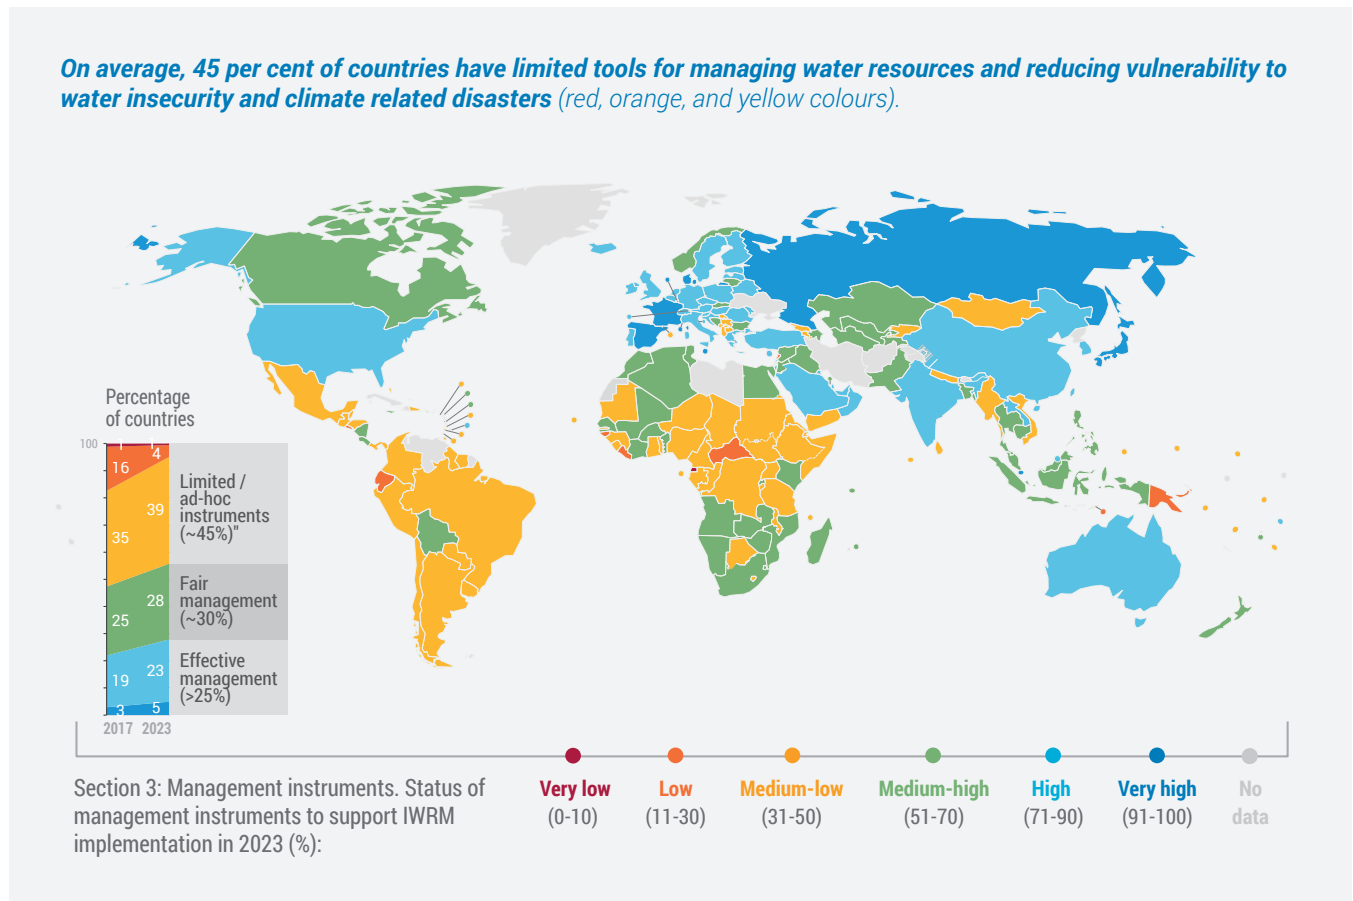 On average, 45 per cent of countries have limited tools for managing water resources and reducing vulnerability to
water insecurity and climate related disasters (red, orange, and yellow colours).
Percentage
of countries
100
1
1
16
4
35
39
25
28
19
23
3
5
2017
2023
Limited /
ad-hoc
instruments
(~45%)"
Fair
management
(~30%)
Effective
management
(>25%)
Section 3: Management instruments. Status of
management instruments to support IWRM
implementation in 2023 (%):
Very low
(0-10)
Low
(11-30)
Medium-low
(31-50)
Medium-high
(51-70)
High
(71-90)
Very high
(91-100)
No
data